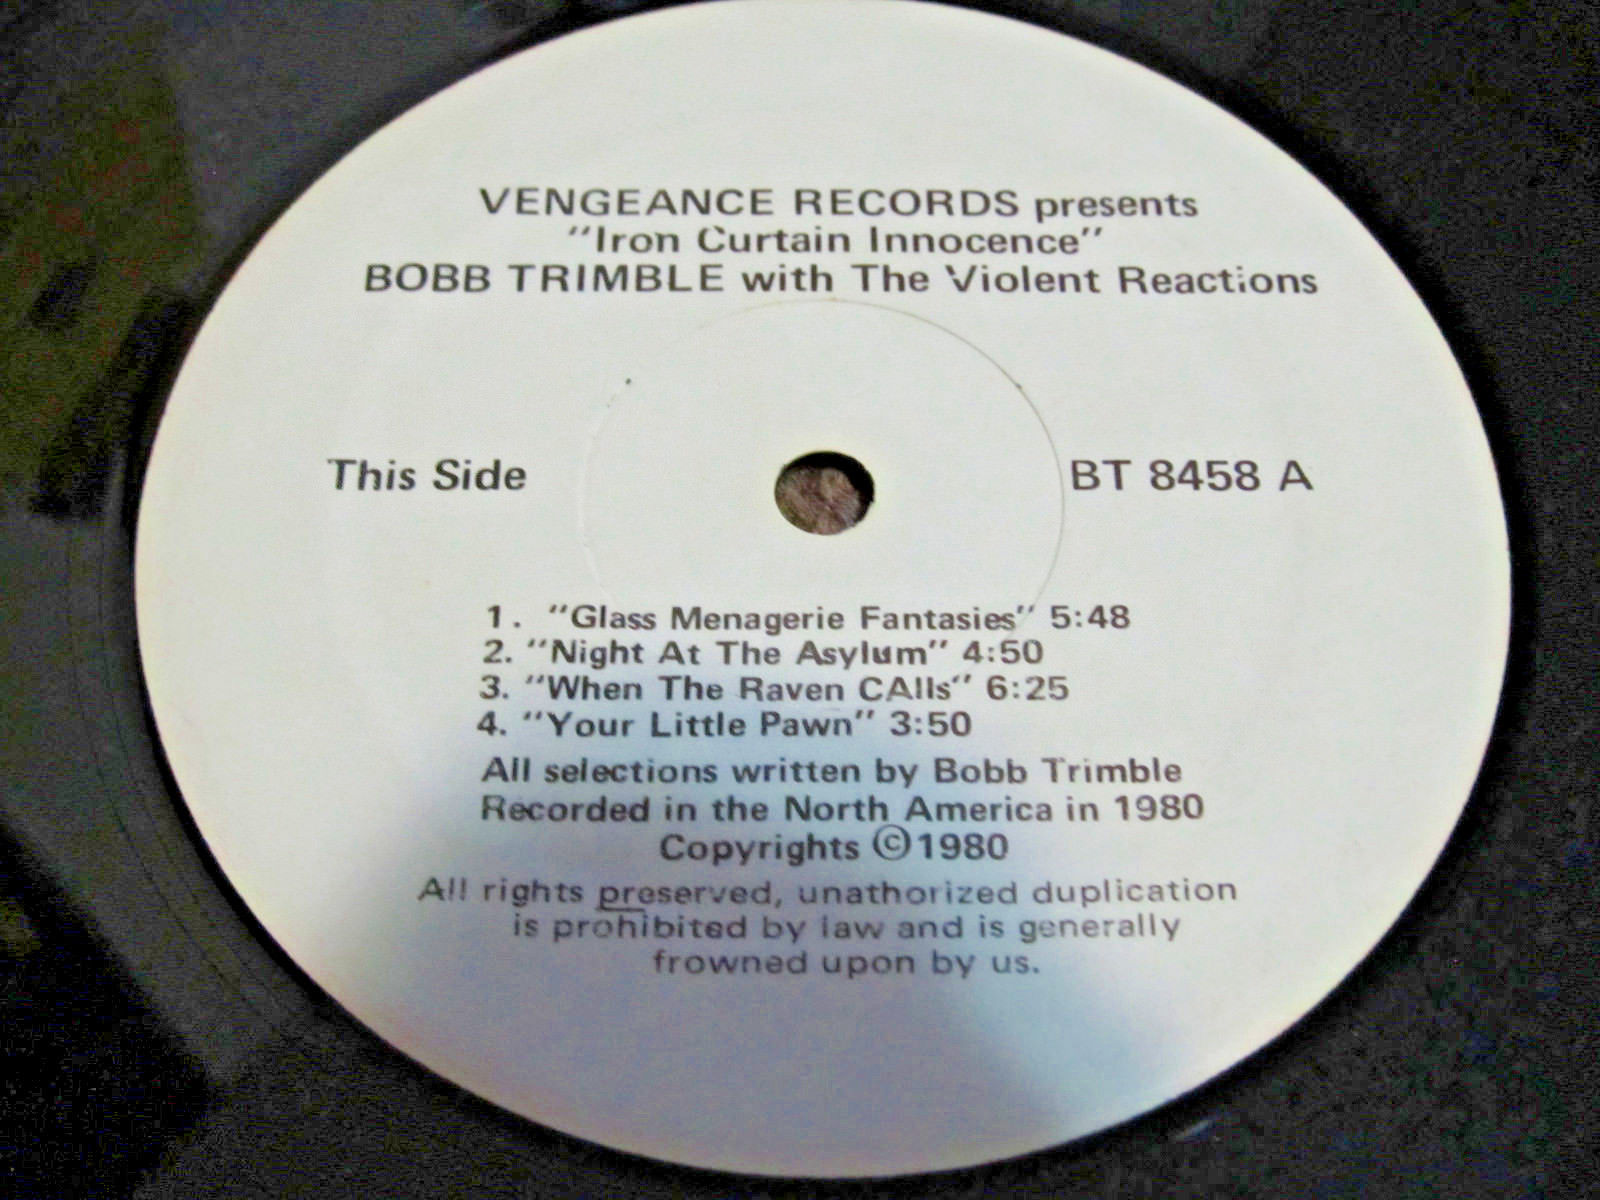 VENGEANCE RECORDS presents
"Iron Curtain Innocence"
BOBB TRIMBLE with The Violent Reactions
This Side
BT 8458 A
1. "Glass Menagerie Fantasies" 5:48
2. "Night At The Asylum" 4:50
3. "When The Raven CAlls" 6:25
4. "Your Little Pawn" 3:50
All selections written by Bobb Trimble
Recorded in the North America in 1980
Copyrights ©1980
All rights preserved, unathorized duplication
is prohibited by law and is generally
frowned upon by us.